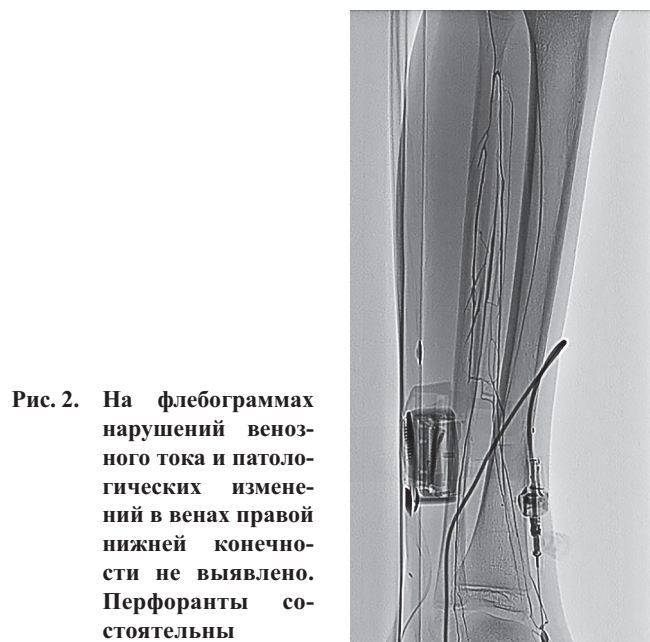 Рис. 2. На флебограммах
нарушений веноз-
ного тока и патоло-
гических измене-
ний в венах правой
нижней конечно-
сти не выявлено.
Перфоранты со-
стоятельны